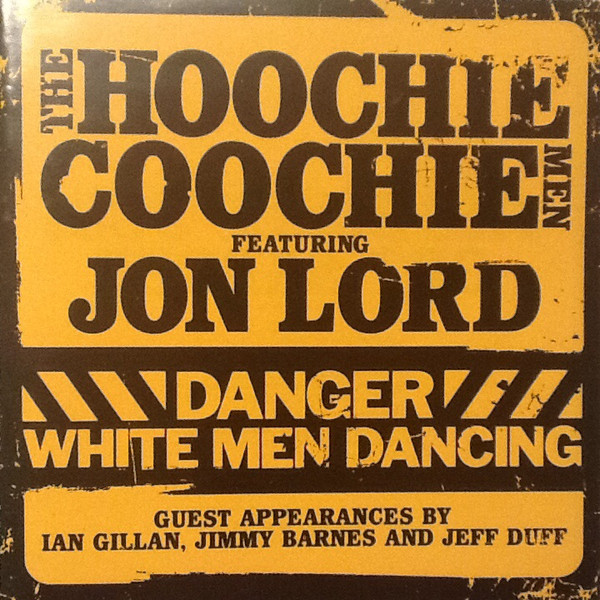 THE HOOCHIE
COOCHIE MEN
FEATURING
JON LORD
DANGER
WHITE MEN DANCING
GUEST APPEARANCES BY
IAN GILLAN, JIMMY BARNES AND JEFF DUFF